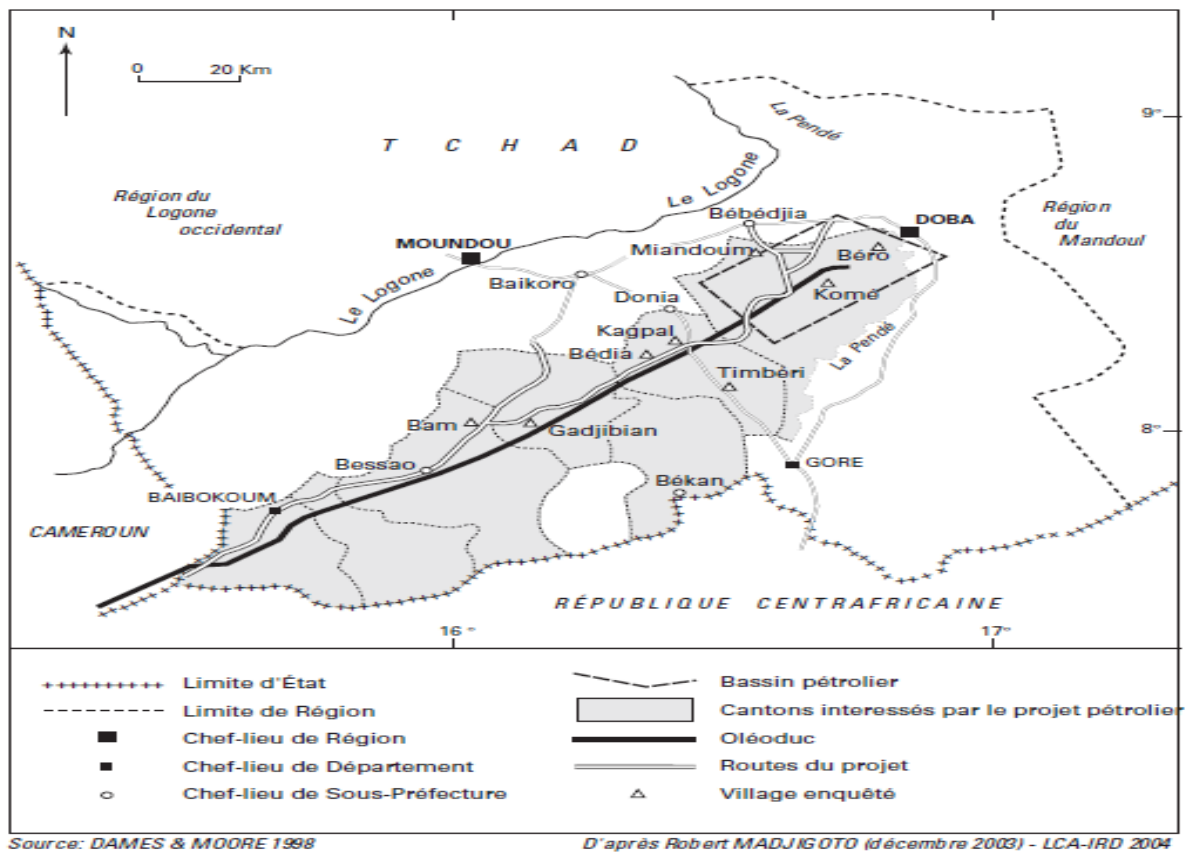 N
0 20 Km
9°
La Pendé
T C H A D
Le Logone
Région du
Logone
occidental
Région
du
Mandoul
Bébédjia
DOBA
MOUNDOU
Miandoum
Béro
Le Logone
Baikoro
Donia
Komé
Kagpal
Bédia
La Pendé
Timbéri
Bam
Gadjibian
8°
Bessao
GORE
Békan
BAIBOKOUM
CAMEROUN
RÉPUBLIQUE CENTRAFRICAINE
16°
17°
Limite d'État
Limite de Région
Chef-lieu de Région
Chef-lieu de Département
Chef-lieu de Sous-Préfecture
Bassin pétrolier
Cantons interessés par le projet pétrolier
Oléoduc
Routes du projet
Village enquêté
Source: DAMES & MOORE 1998
D'après Robert MADJIGOTO (décembre 2003) - LCA-IRD 2004